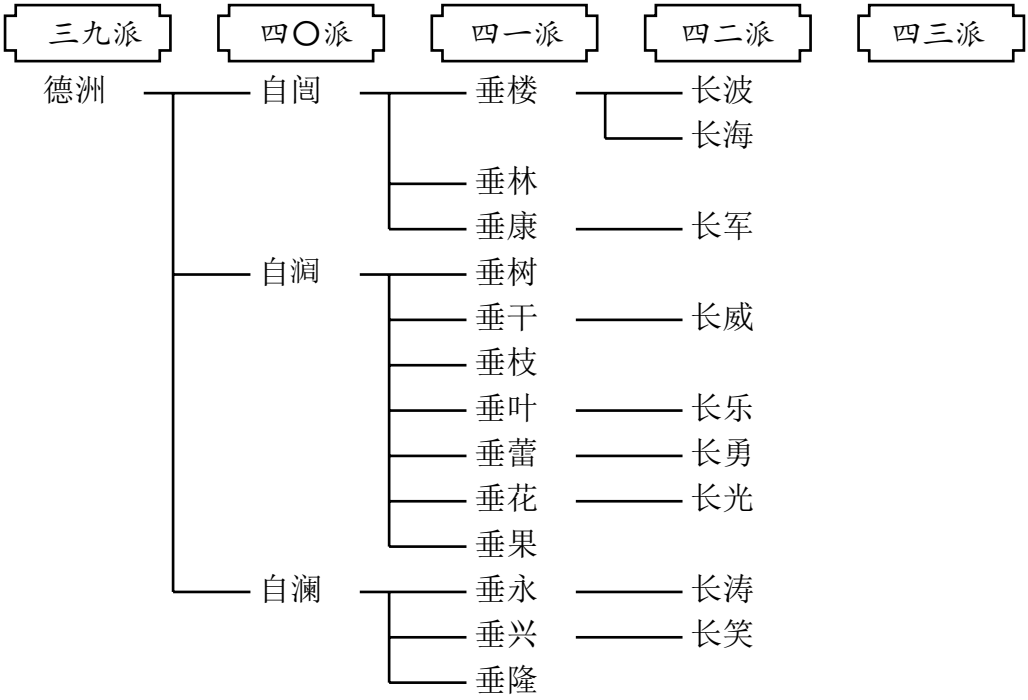 三九派 四〇派 四一派 四二派 四三派
德洲 自訚 垂楼 长波
长海
垂林
垂康 长军
自润 垂树
垂干 长威
垂枝
垂叶 长乐
垂蕾 长勇
垂花 长光
垂果
自澜 垂永 长涛
垂兴 长笑
垂隆